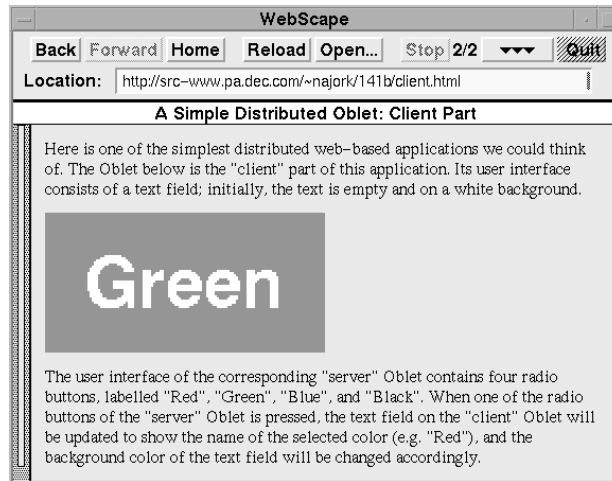 WebScape
Back Forward Home Reload Open... Stop 2/2 Quit
Location: http://src-www.pa.dec.com/~najork/141b/client.html
A Simple Distributed Oblet: Client Part
Here is one of the simplest distributed web-based applications we could think
of. The Oblet below is the "client" part of this application. Its user interface
consists of a text field; initially, the text is empty and on a white background.
Green
The user interface of the corresponding "server" Oblet contains four radio
buttons, labelled "Red", "Green", "Blue", and "Black". When one of the radio
buttons of the "server" Oblet is pressed, the text field on the "client" Oblet will
be updated to show the name of the selected color (e.g. "Red"), and the
background color of the text field will be changed accordingly.